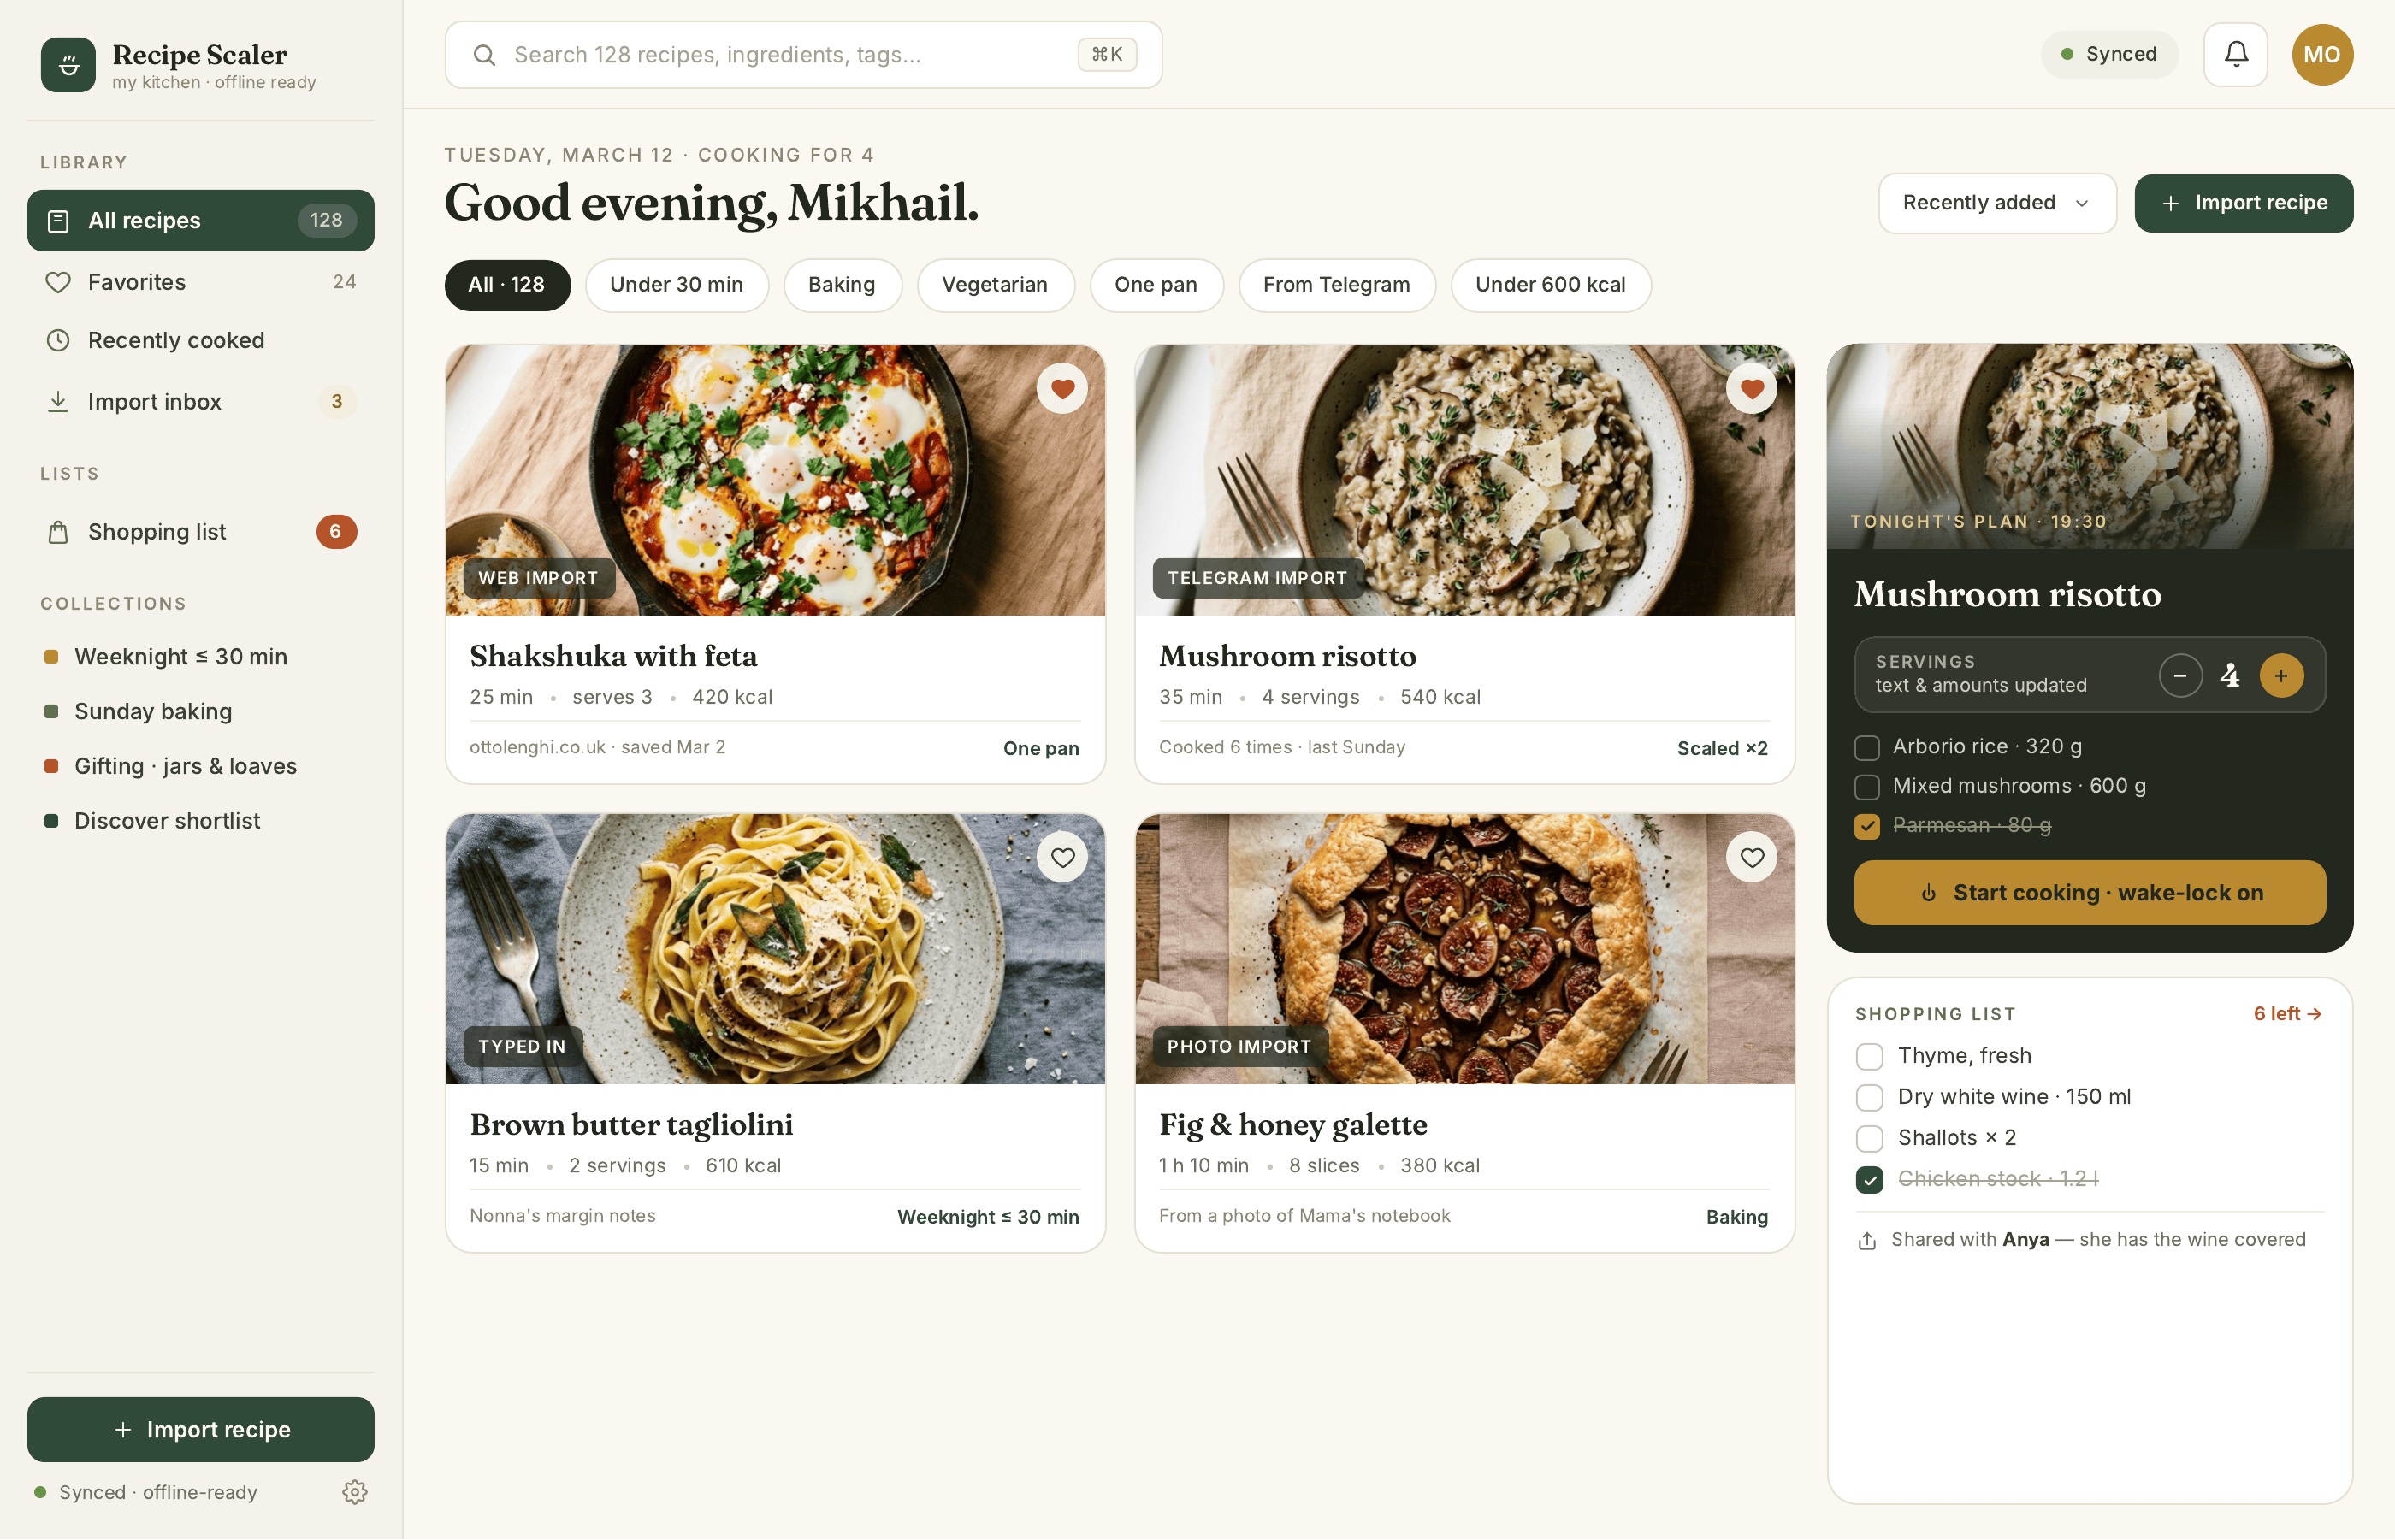 Recipe Scaler
my kitchen · offline ready
LIBRARY
All recipes 128
Favorites 24
Recently cooked
Import inbox 3
LISTS
Shopping list 6
COLLECTIONS
Weeknight ≤ 30 min
Sunday baking
Gifting · jars & loaves
Discover shortlist
Import recipe
Synced · offline-ready
Search 128 recipes, ingredients, tags... ⌘K
Synced
MO
TUESDAY, MARCH 12 · COOKING FOR 4
Good evening, Mikhail.
Recently added
Import recipe
All · 128
Under 30 min
Baking
Vegetarian
One pan
From Telegram
Under 600 kcal
WEB IMPORT
Shakshuka with feta
25 min • serves 3 • 420 kcal
ottolenghi.co.uk · saved Mar 2 One pan
TELEGRAM IMPORT
Mushroom risotto
35 min • 4 servings • 540 kcal
Cooked 6 times · last Sunday Scaled ×2
TYPED IN
Brown butter tagliolini
15 min • 2 servings • 610 kcal
Nonna's margin notes Weeknight ≤ 30 min
PHOTO IMPORT
Fig & honey galette
1 h 10 min • 8 slices • 380 kcal
From a photo of Mama's notebook Baking
TONIGHT'S PLAN · 19:30
Mushroom risotto
SERVINGS
text & amounts updated
− 4 +
Arborio rice · 320 g
Mixed mushrooms · 600 g
Parmesan · 80 g
Start cooking · wake-lock on
SHOPPING LIST 6 left →
Thyme, fresh
Dry white wine · 150 ml
Shallots × 2
Chicken stock · 1.2 l
Shared with Anya — she has the wine covered